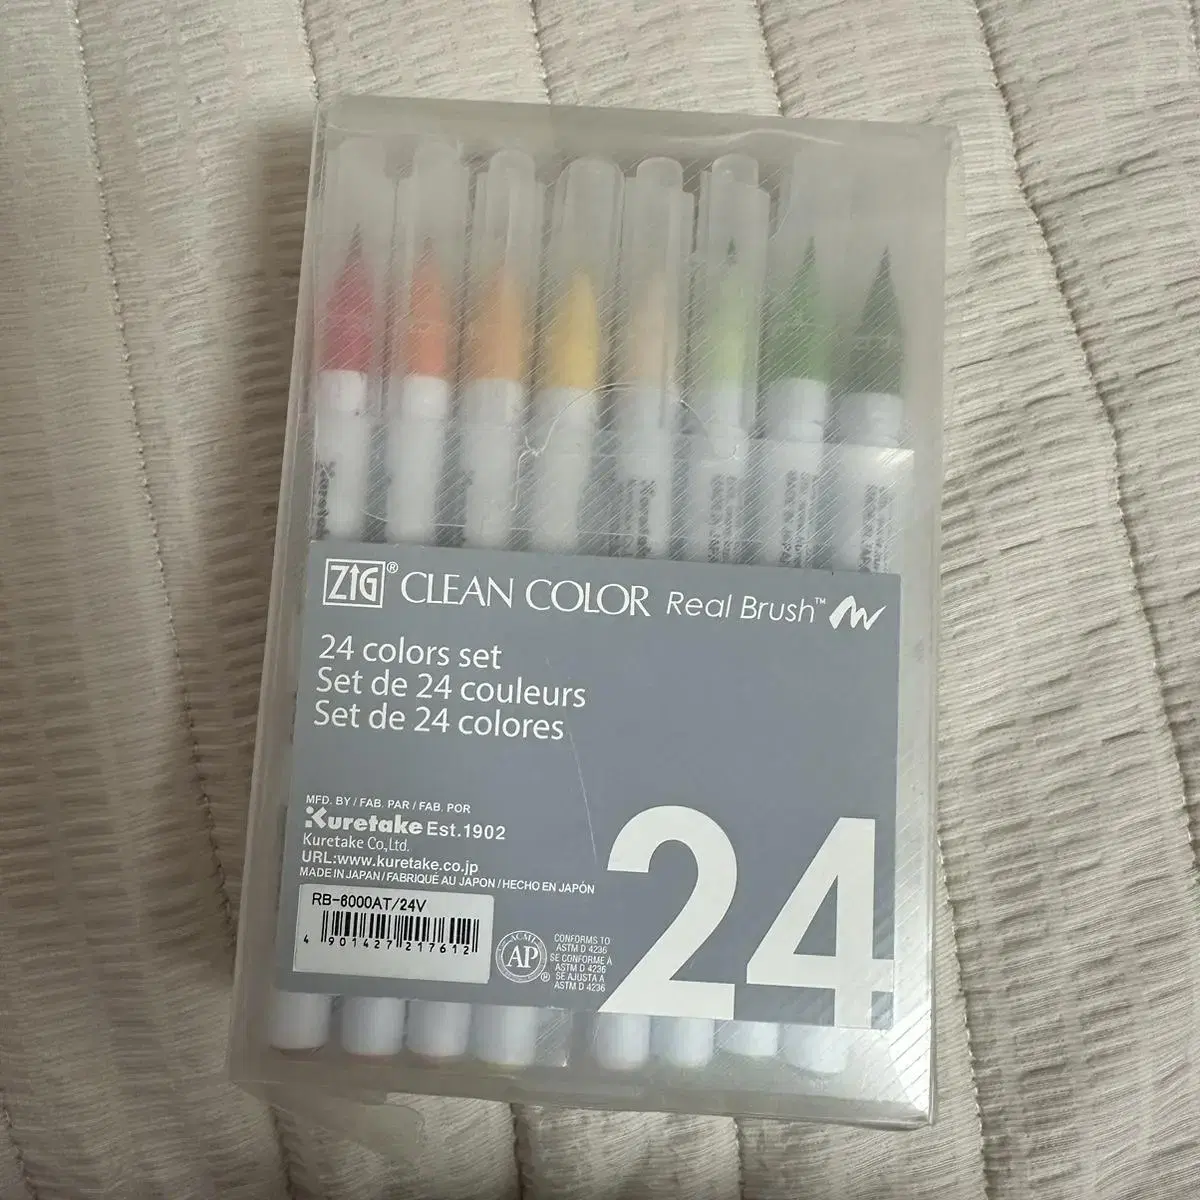 ZIG® CLEAN COLOR Real Brush™
24 colors set
Set de 24 couleurs
Set de 24 colores
MFD. BY / FAB. PAR / FAB. POR
Kuretake Est.1902
Kuretake Co.,Ltd.
URL:www.kuretake.co.jp
MADE IN JAPAN / FABRIQUÉ AU JAPON / HECHO EN JAPÓN
RB-6000AT/24V
4 901427 217612
ACMI
AP®
CONFORMS TO
ASTM D 4236
SE CONFORME A
ASTM D 4236
SE AJUSTA A
ASTM D 4236
24